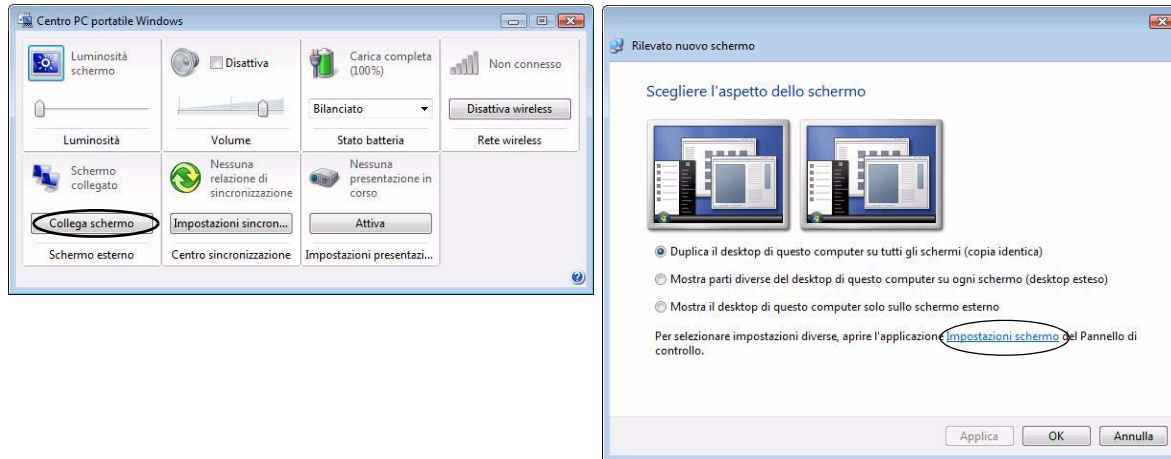 Centro PC portatile Windows
Luminosità
schermo
Disattiva
Carica completa
(100%)
Non connesso
Bilanciato
Disattiva wireless
Luminosità
Volume
Stato batteria
Rete wireless
Schermo
collegato
Nessuna
relazione di
sincronizzazione
Nessuna
presentazione in
corso
Collega schermo
Impostazioni sincron...
Attiva
Schermo esterno
Centro sincronizzazione
Impostazioni presentazi...
Rilevato nuovo schermo
Scegliere l'aspetto dello schermo
Duplica il desktop di questo computer su tutti gli schermi (copia identica)
Mostra parti diverse del desktop di questo computer su ogni schermo (desktop esteso)
Mostra il desktop di questo computer solo sullo schermo esterno
Per selezionare impostazioni diverse, aprire l'applicazione Impostazioni schermo del Pannello di
controllo.
Applica
OK
Annulla